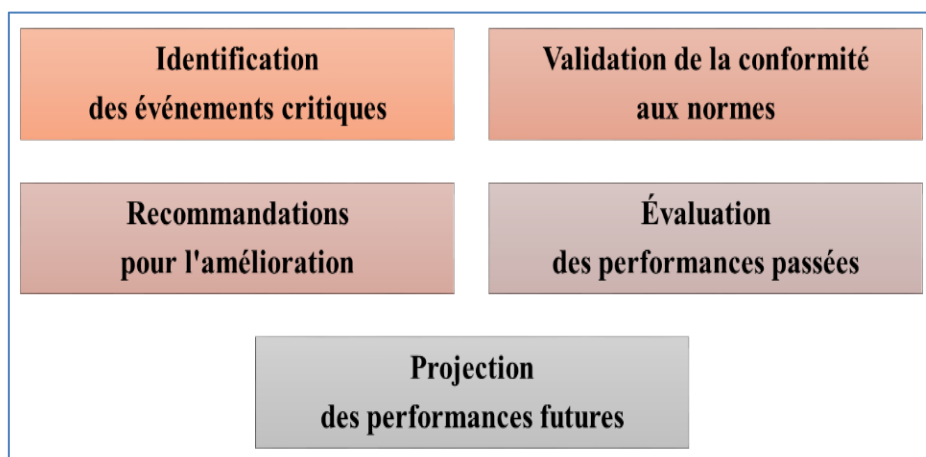 Identification
des événements critiques
Validation de la conformité
aux normes
Recommandations
pour l'amélioration
Évaluation
des performances passées
Projection
des performances futures